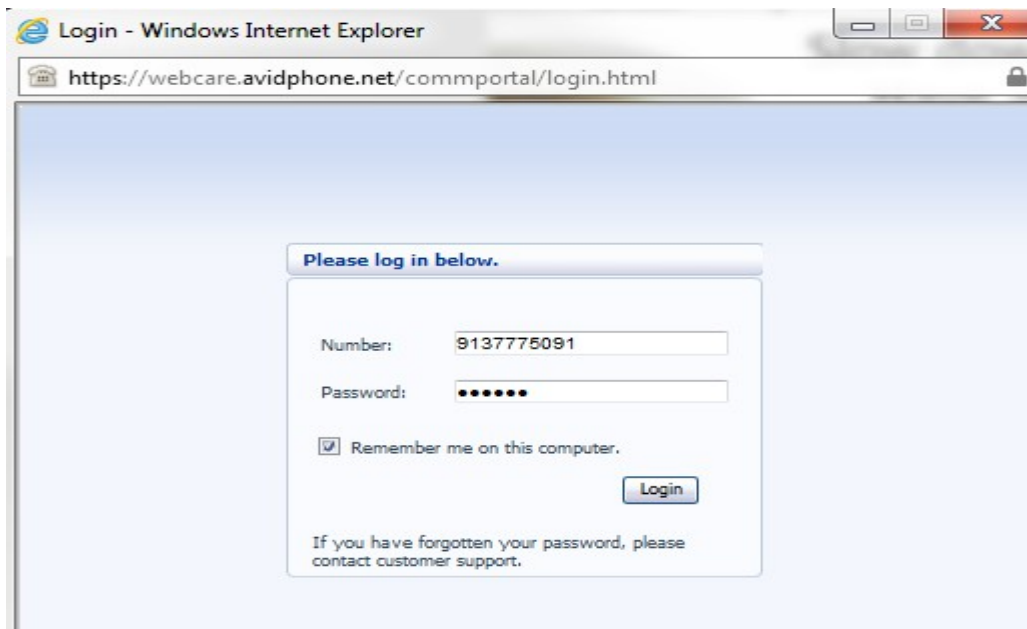 Login - Windows Internet Explorer
https://webcare.avidphone.net/commportal/login.html
Please log in below.
Number: 9137775091
Password: ••••••
Remember me on this computer.
Login
If you have forgotten your password, please
contact customer support.